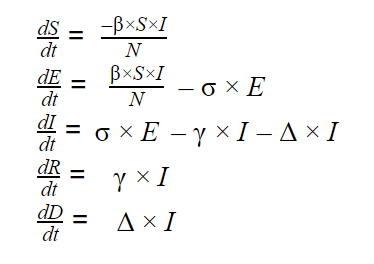 dS/dt = −β×S×I/N
dE/dt = β×S×I/N − σ × E
dI/dt = σ × E − γ × I − Δ × I
dR/dt = γ × I
dD/dt = Δ × I